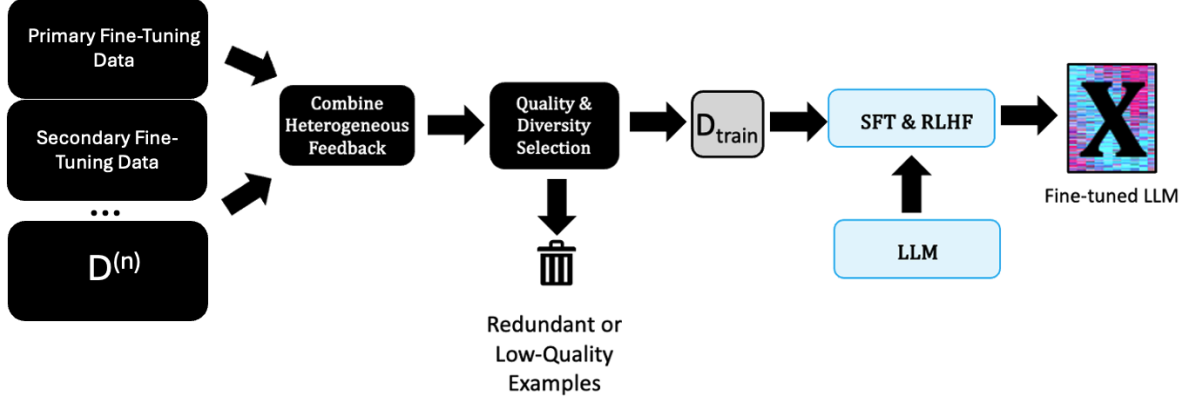 Primary Fine-Tuning
Data
Secondary Fine-
Tuning Data
...
D(n)
Combine
Heterogeneous
Feedback
Quality &
Diversity
Selection
Redundant or
Low-Quality
Examples
Dtrain
SFT & RLHF
LLM
X
Fine-tuned LLM